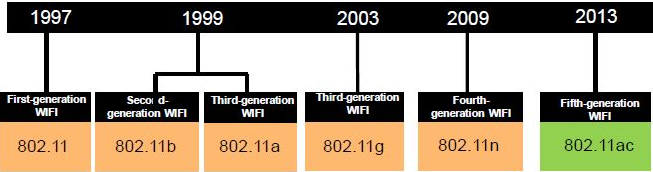 1997 1999 2003 2009 2013
First-generation
WIFI
Second-
generation WIFI
Third-generation
WIFI
Third-generation
WIFI
Fourth-
generation WIFI
Fifth-generation
WIFI
802.11 802.11b 802.11a 802.11g 802.11n 802.11ac